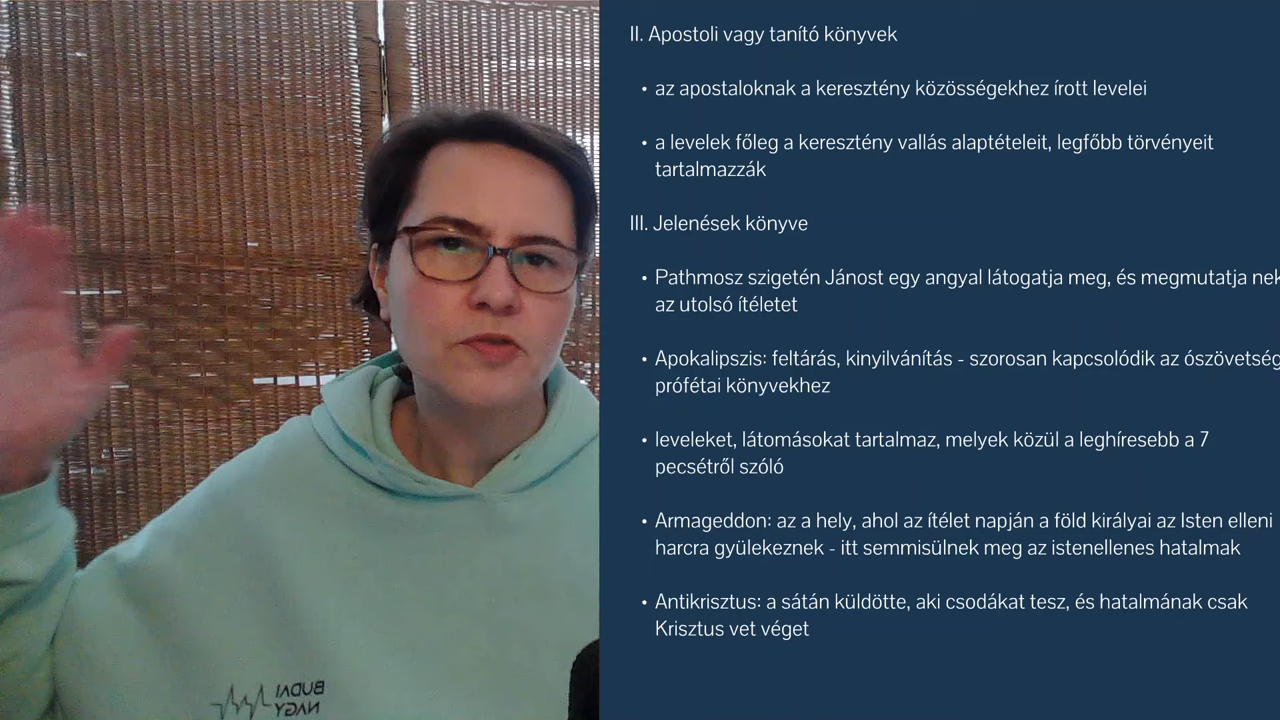 II. Apostoli vagy tanító könyvek
• az apostaloknak a keresztény közösségekhez írott levelei
• a levelek főleg a keresztény vallás alaptételeit, legfőbb törvényeit
tartalmazzák
III. Jelenések könyve
• Pathmosz szigetén Jánost egy angyal látogatja meg, és megmutatja nek
az utolsó ítéletet
• Apokalipszis: feltárás, kinyilvánítás - szorosan kapcsolódik az ószövetség
prófétai könyvekhez
• leveleket, látomásokat tartalmaz, melyek közül a leghíresebb a 7
pecsétről szóló
• Armageddon: az a hely, ahol az ítélet napján a föld királyai az Isten elleni
harcra gyülekeznek - itt semmisülnek meg az istenellenes hatalmak
• Antikrisztus: a sátán küldötte, aki csodákat tesz, és hatalmának csak
Krisztus vet véget
BUDAI
NAGY